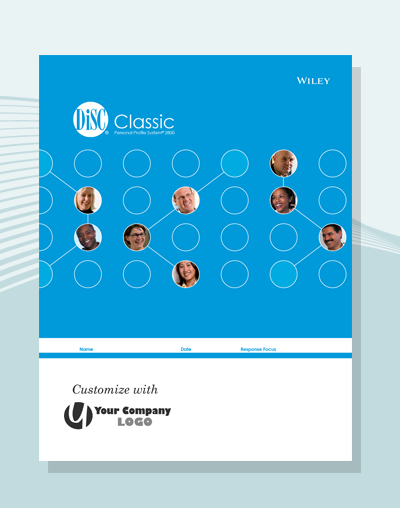 WILEY
DiSC® Classic
Personal Profile System® 2800
Name Date Response Focus
Customize with
Your Company
LOGO